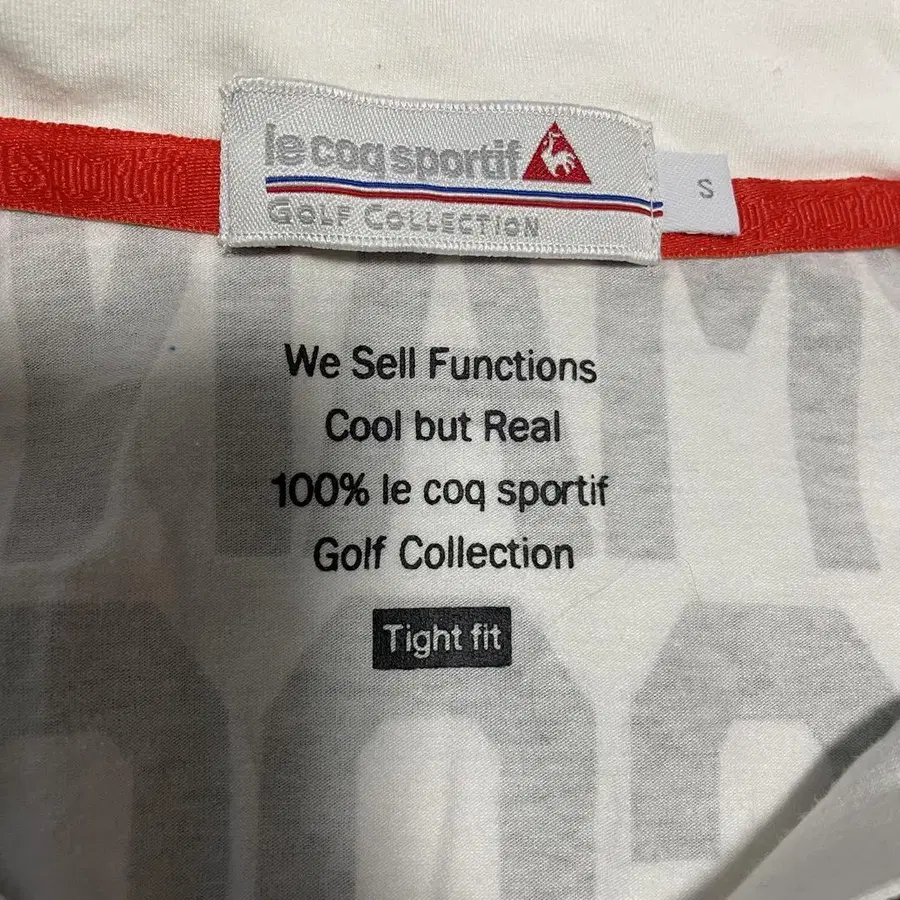 le coq sportif
GOLF COLLECTION
S
We Sell Functions
Cool but Real
100% le coq sportif
Golf Collection
Tight fit